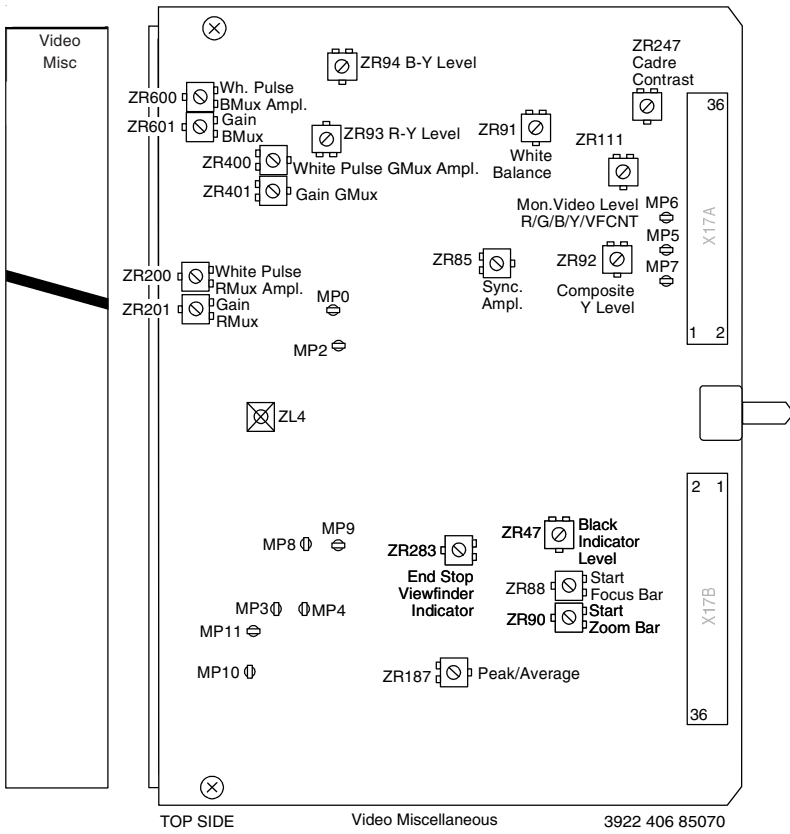 Video
Misc
ZR94 B-Y Level
ZR247
Cadre
Contrast
ZR600
Wh. Pulse
BMux Ampl.
ZR601
Gain
BMux
ZR93 R-Y Level
ZR91
White
Balance
ZR111
Mon.Video Level
R/G/B/Y/VFCNT
36
X17A
1 2
ZR400
White Pulse GMux Ampl.
ZR401
Gain GMux
MP6
MP5
MP7
ZR85
Sync.
Ampl.
ZR92
Composite
Y Level
ZR200
White Pulse
RMux Ampl.
ZR201
Gain
RMux
MP0
MP2
ZL4
2 1
X17B
36
MP8
MP9
ZR283
End Stop
Viewfinder
Indicator
ZR47
Black
Indicator
Level
ZR88
Start
Focus Bar
ZR90
Start
Zoom Bar
MP3
MP4
MP11
MP10
ZR187
Peak/Average
TOP SIDE
Video Miscellaneous
3922 406 85070